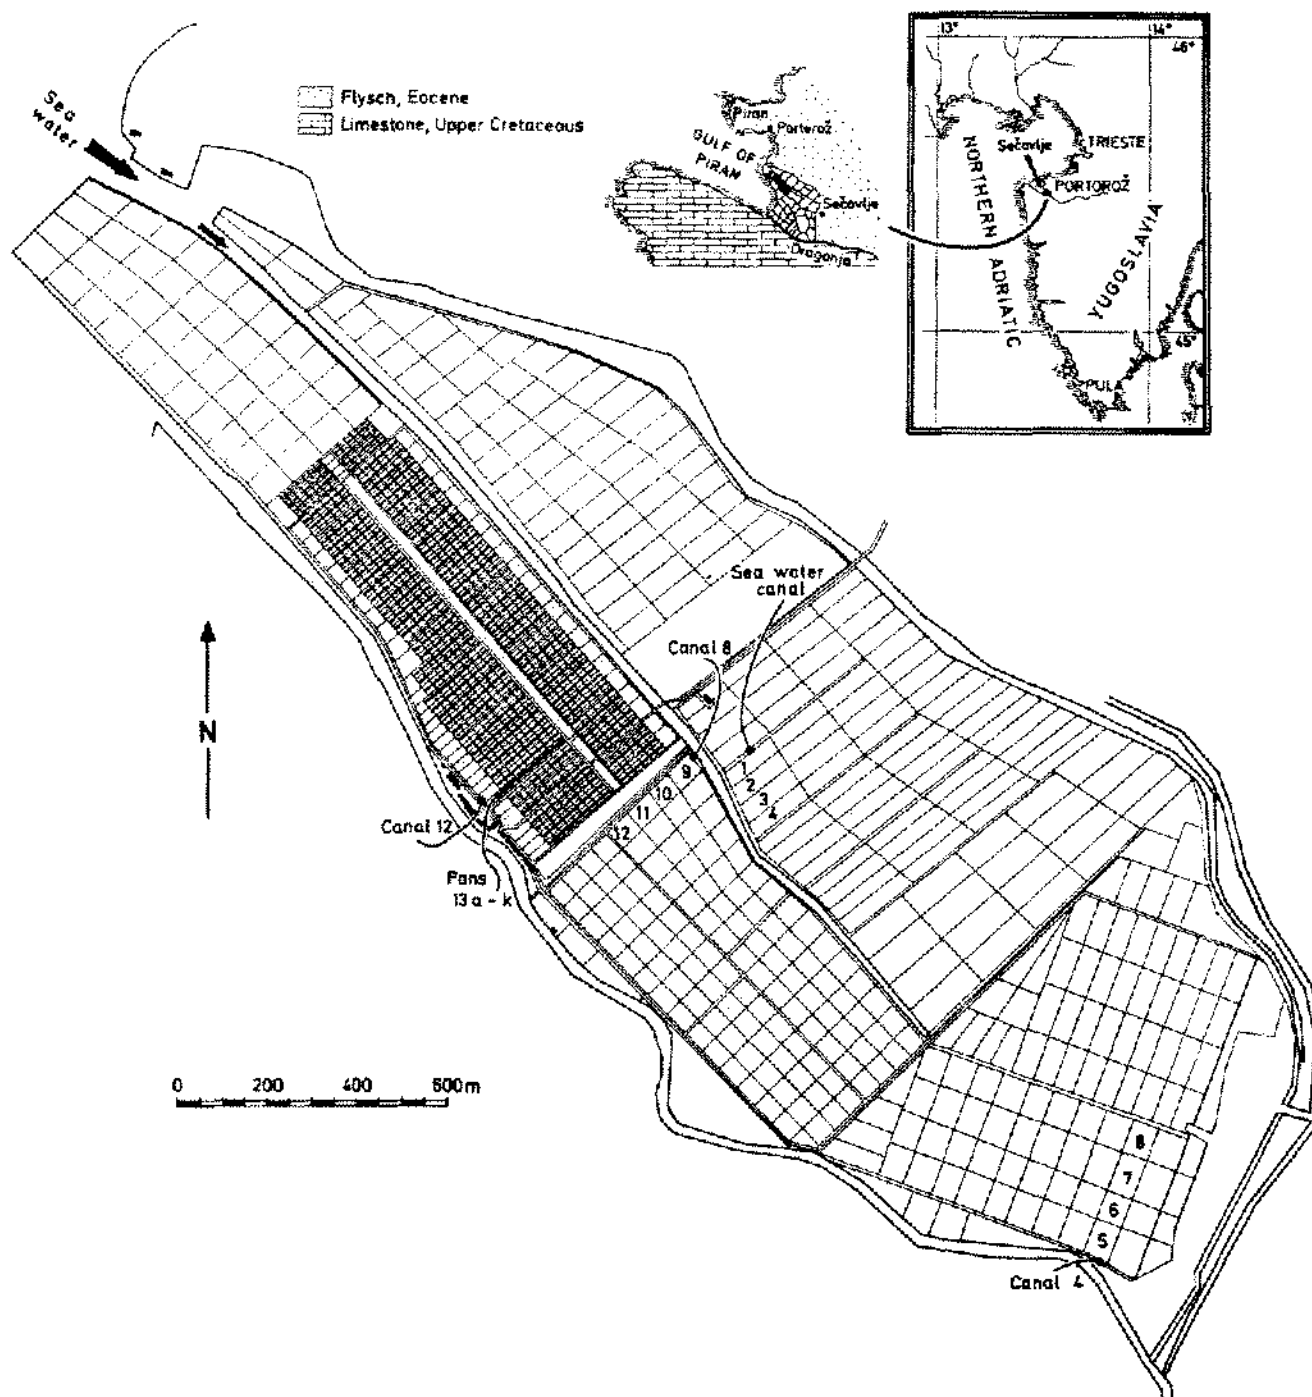 Sea
water
Flysch, Eocene
Limestone, Upper Cretaceous
Piran
Porterož
GULF OF
PIRAN
Sečovlje
Dragonja
13°
14°
46°
Sečovlje
TRIESTE
PORTOROŽ
NORTHERN ADRIATIC
YUGOSLAVIA
45°
PULA
N
Sea water
canal
Canal 8
1
2
3
4
9
10
11
12
Canal 12
Pans
13 a - k
0 200 400 600 m
8
7
6
5
Canal 4